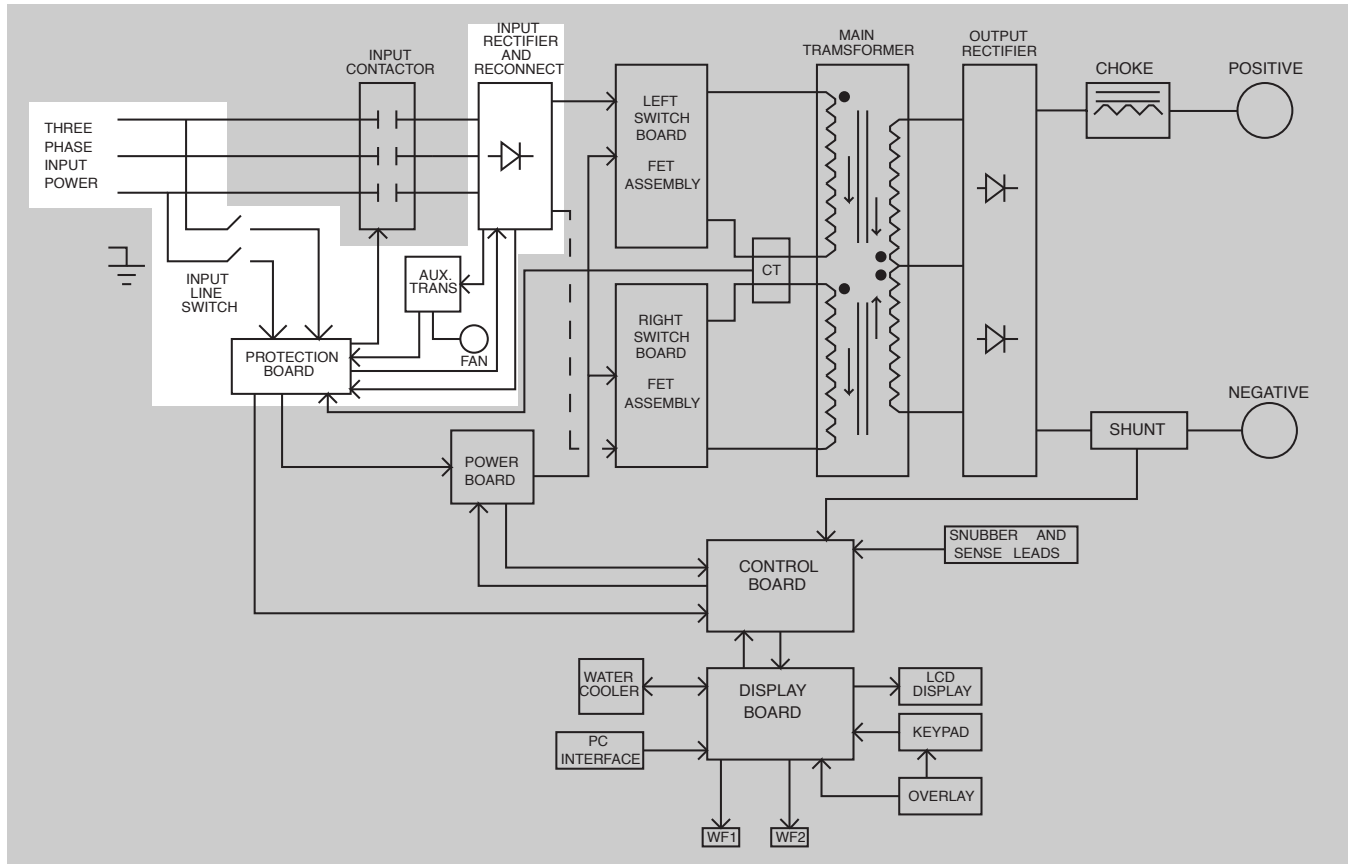 INPUT
RECTIFIER
AND
RECONNECT
INPUT
CONTACTOR
MAIN
TRAMSFORMER
OUTPUT
RECTIFIER
CHOKE
POSITIVE
THREE
PHASE
INPUT
POWER
LEFT
SWITCH
BOARD
FET
ASSEMBLY
INPUT
LINE
SWITCH
AUX.
TRANS
FAN
CT
PROTECTION
BOARD
RIGHT
SWITCH
BOARD
FET
ASSEMBLY
NEGATIVE
SHUNT
POWER
BOARD
CONTROL
BOARD
SNUBBER AND
SENSE LEADS
WATER
COOLER
DISPLAY
BOARD
LCD
DISPLAY
KEYPAD
PC
INTERFACE
OVERLAY
WF1
WF2